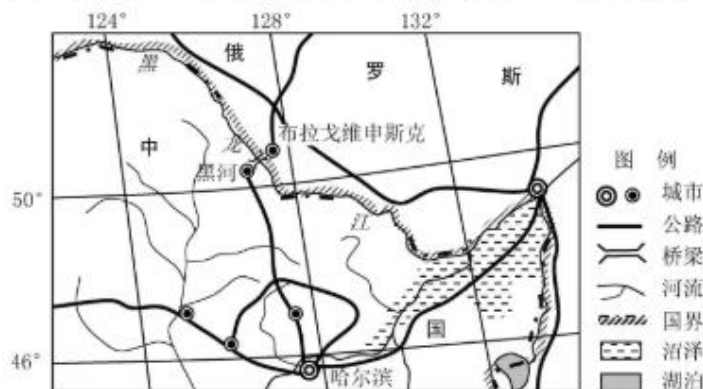 124° 128° 132°
俄 罗 斯
黑 龙 江
中 国
布拉戈维申斯克
黑河
50°
46°
哈尔滨
图 例
城市
公路
桥梁
河流
国界
沼泽
湖泊